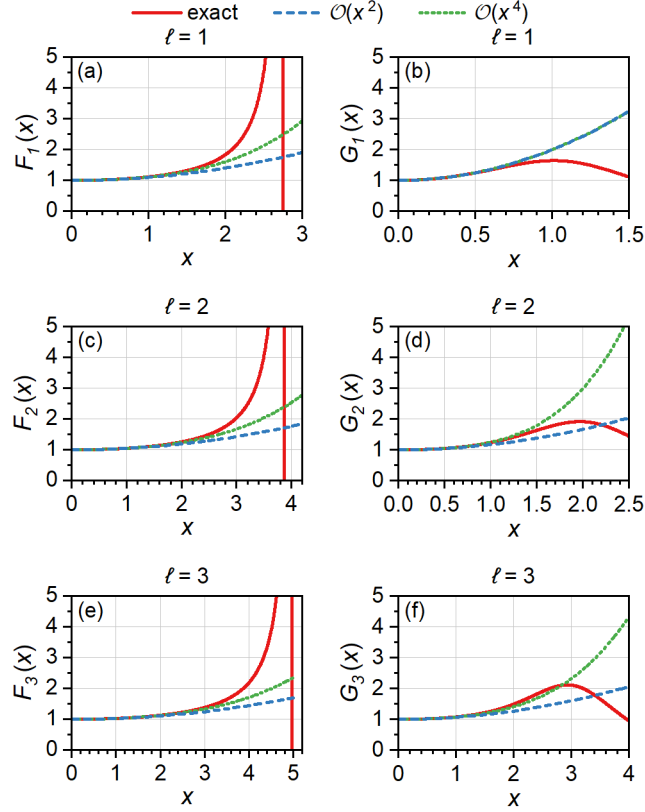 exact O(x²) O(x⁴)
ℓ = 1 ℓ = 1
(a) (b)
F₁(x) G₁(x)
5 4 3 2 1 0
0 1 2 3
x
5 4 3 2 1 0
0.0 0.5 1.0 1.5
x
ℓ = 2 ℓ = 2
(c) (d)
F₂(x) G₂(x)
5 4 3 2 1 0
0 1 2 3 4
x
5 4 3 2 1 0
0.0 0.5 1.0 1.5 2.0 2.5
x
ℓ = 3 ℓ = 3
(e) (f)
F₃(x) G₃(x)
5 4 3 2 1 0
0 1 2 3 4 5
x
5 4 3 2 1 0
0 1 2 3 4
x